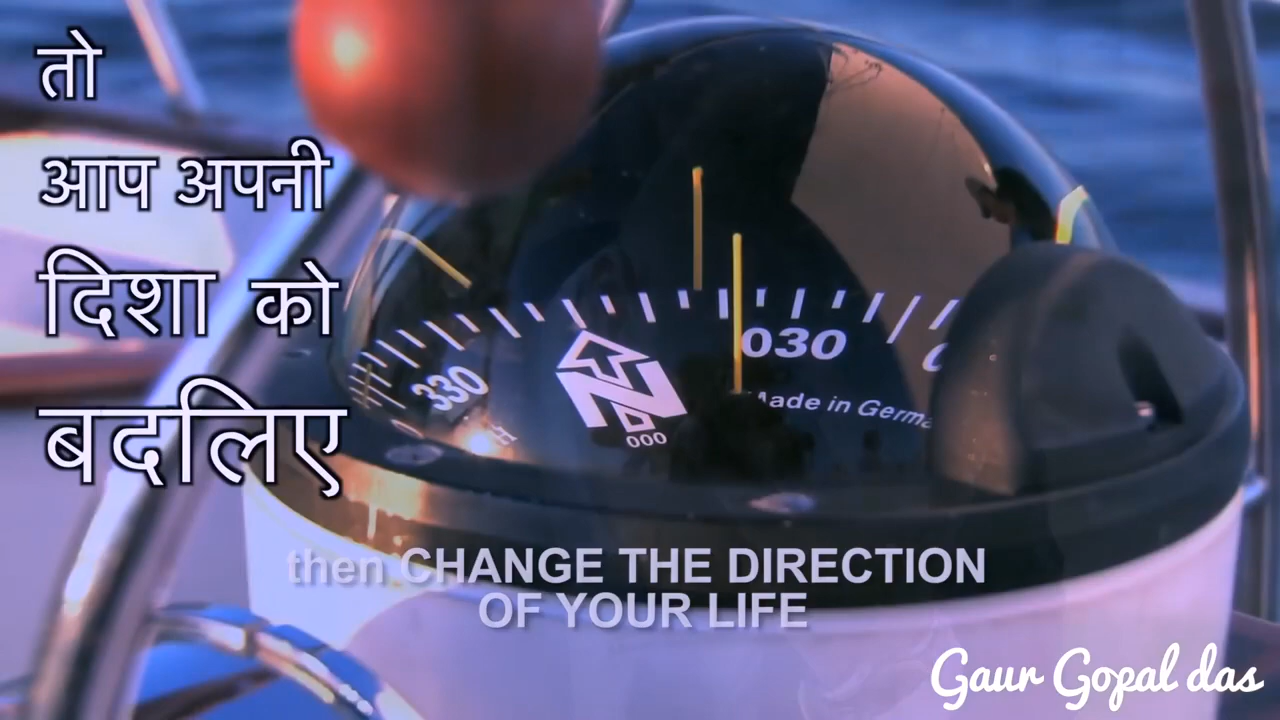 तो
आप अपनी
दिशा को
बदलिए
330
N
000
030
Made in Germa
then CHANGE THE DIRECTION
OF YOUR LIFE
Gaur Gopal das